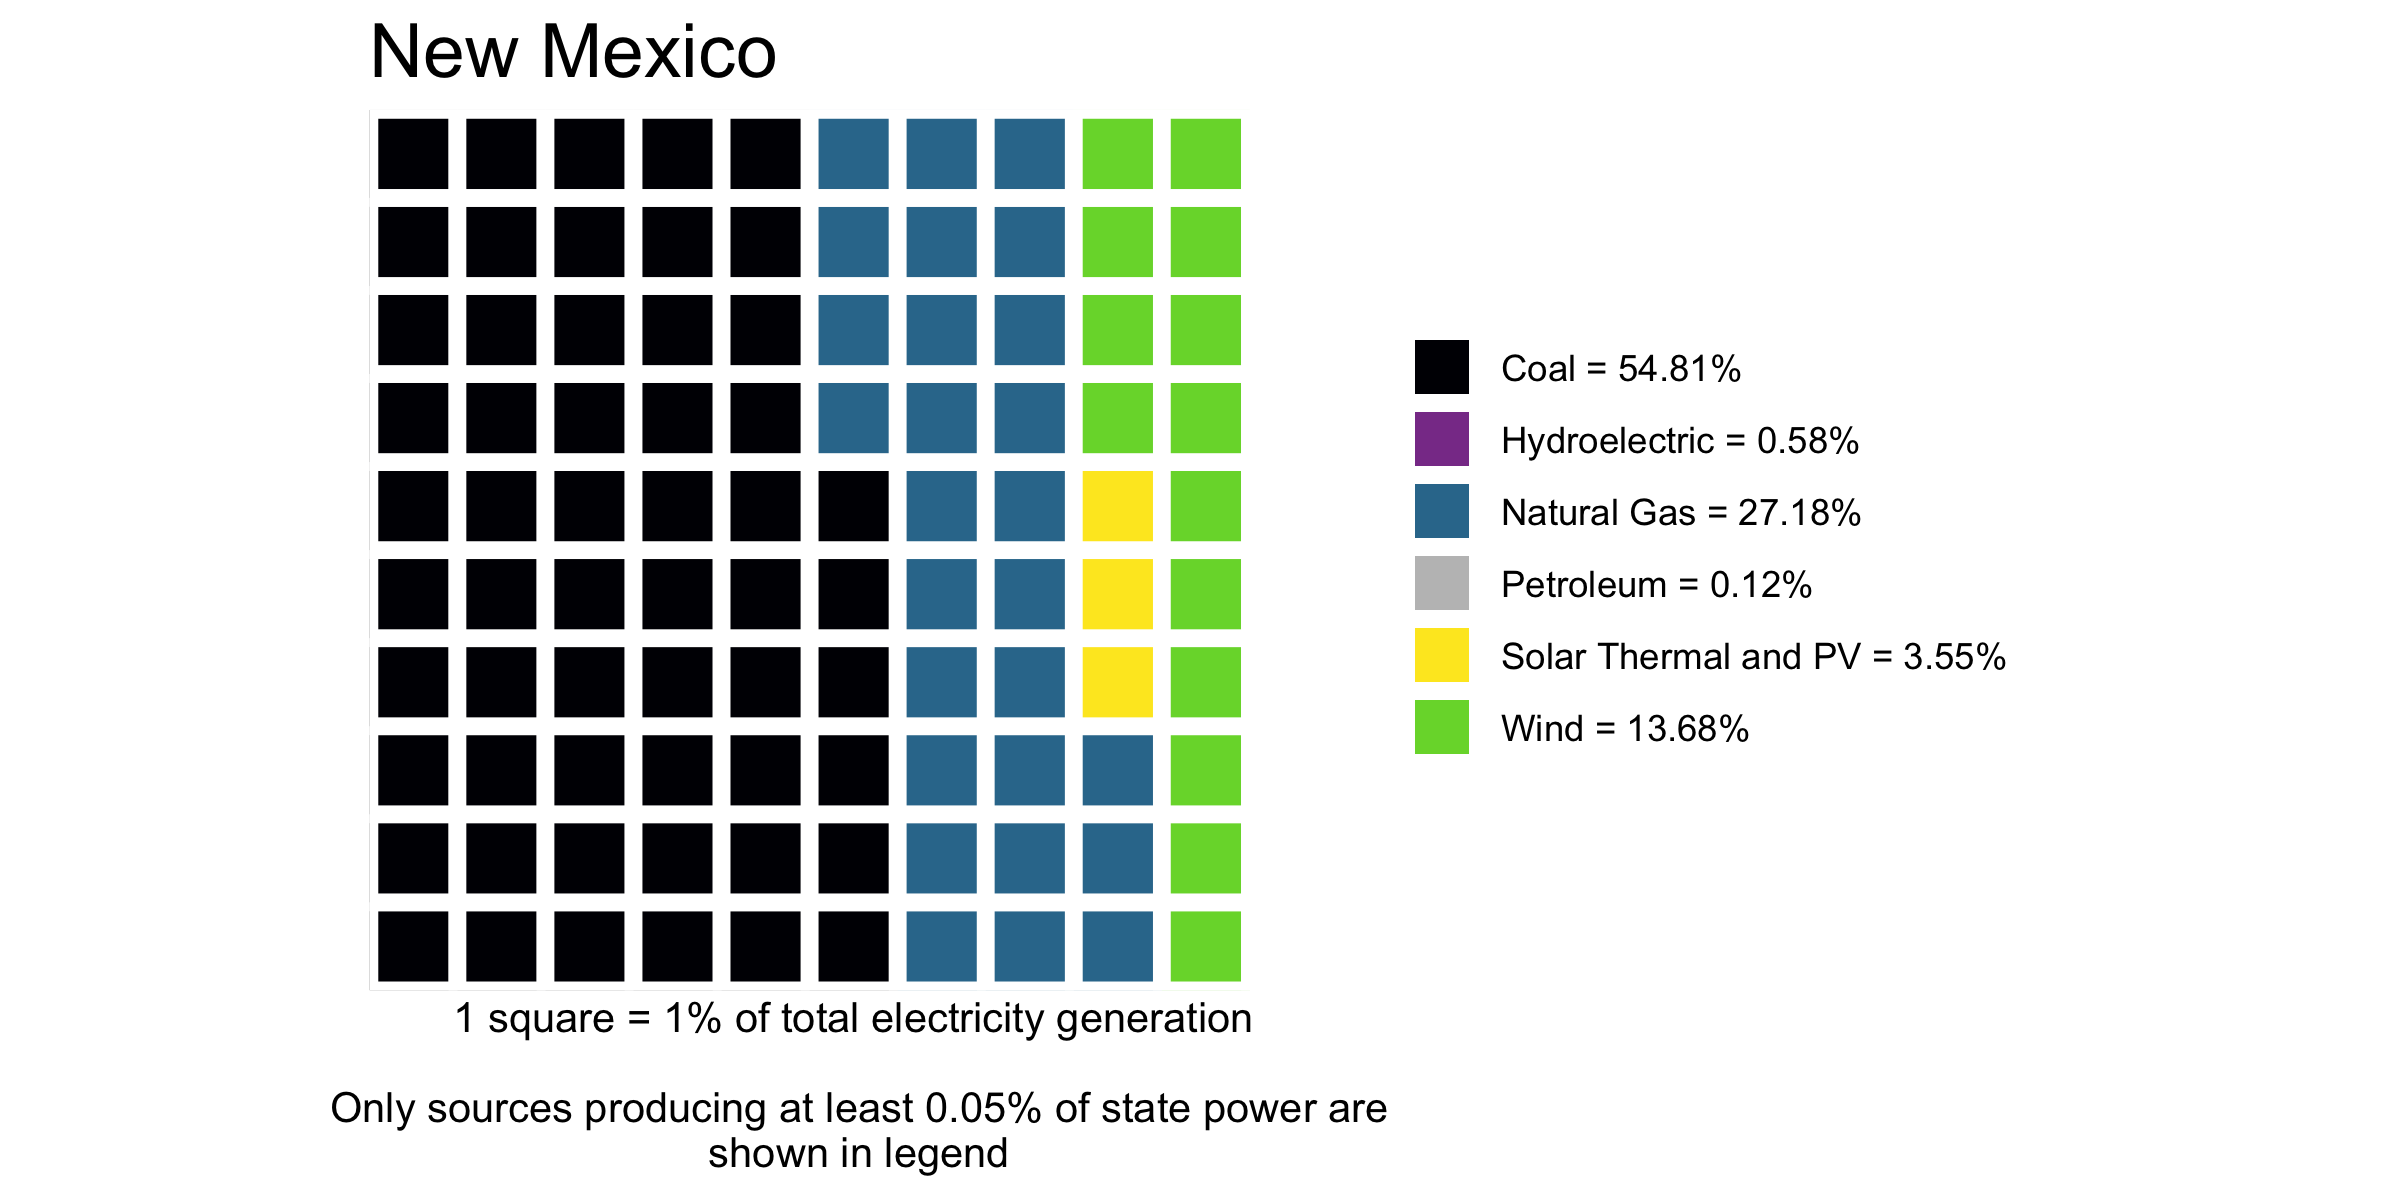 New Mexico
Coal = 54.81%
Hydroelectric = 0.58%
Natural Gas = 27.18%
Petroleum = 0.12%
Solar Thermal and PV = 3.55%
Wind = 13.68%
1 square = 1% of total electricity generation
Only sources producing at least 0.05% of state power are
shown in legend